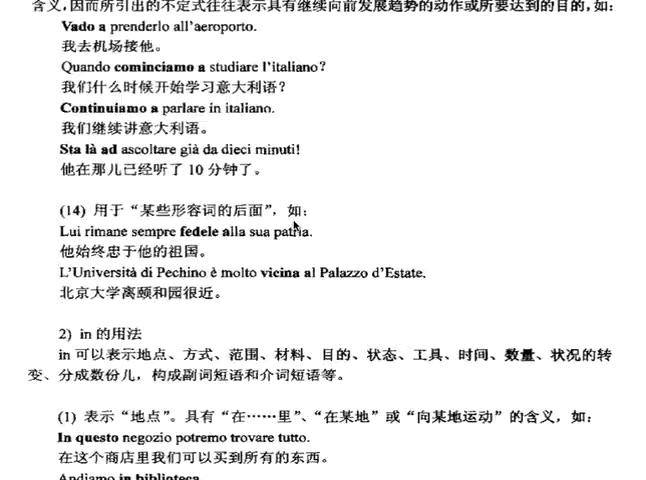 含义,因而所引出的不定式往往表示具有继续向前发展趋势的动作或所要达到的目的,如:
Vado a prenderlo all'aeroporto.
我去机场接他。
Quando cominciamo a studiare l'italiano?
我们什么时候开始学习意大利语?
Continuiamo a parlare in italiano.
我们继续讲意大利语。
Sta là ad ascoltare già da dieci minuti!
他在那儿已经听了 10 分钟了。
(14) 用于“某些形容词的后面”,如:
Lui rimane sempre fedele alla sua patria.
他始终忠于他的祖国。
L'Università di Pechino è molto vicina al Palazzo d'Estate.
北京大学离颐和园很近。
2) in 的用法
in 可以表示地点、方式、范围、材料、目的、状态、工具、时间、数量、状况的转
变、分成数份儿,构成副词短语和介词短语等。
(1) 表示“地点”。具有“在……里”、“在某地”或“向某地运动”的含义,如:
In questo negozio potremo trovare tutto.
在这个商店里我们可以买到所有的东西。
Andiamo in biblioteca.